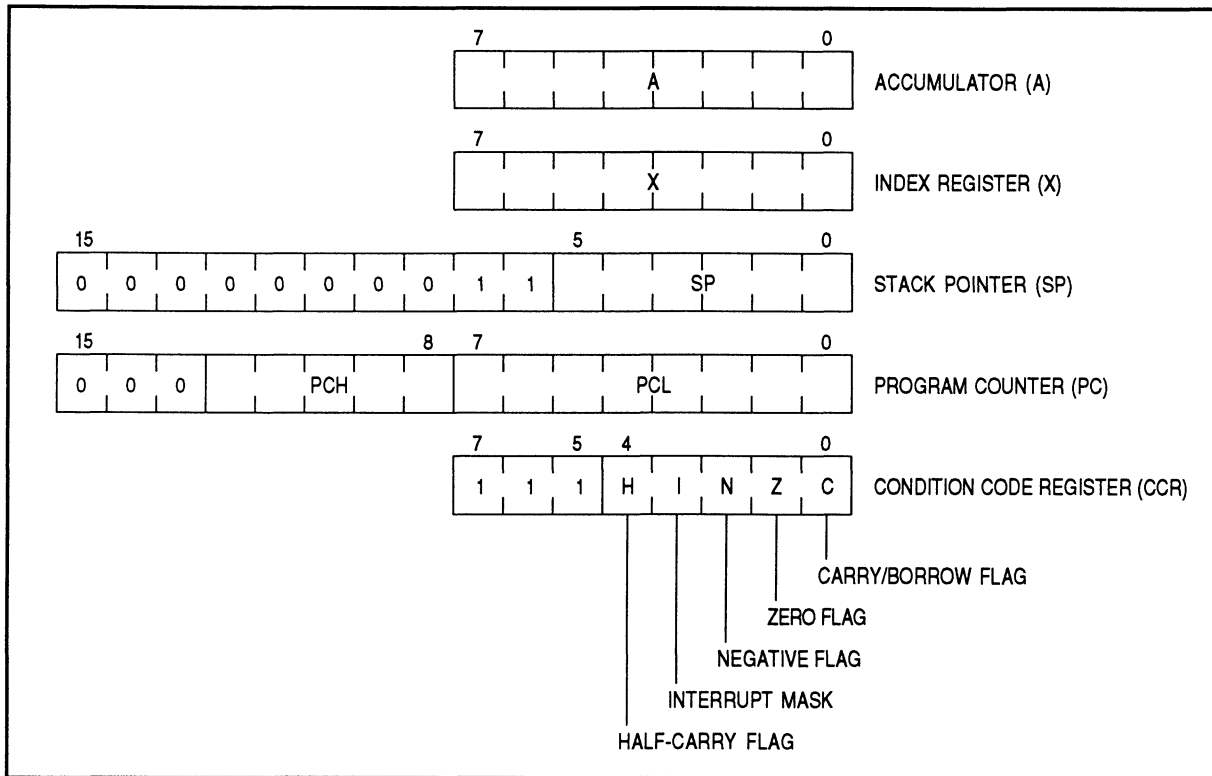 7 0
A ACCUMULATOR (A)
7 0
X INDEX REGISTER (X)
15 5 0
0 0 0 0 0 0 0 0 1 1 SP STACK POINTER (SP)
15 8 7 0
0 0 0 PCH PCL PROGRAM COUNTER (PC)
7 5 4 0
1 1 1 H I N Z C CONDITION CODE REGISTER (CCR)
CARRY/BORROW FLAG
ZERO FLAG
NEGATIVE FLAG
INTERRUPT MASK
HALF-CARRY FLAG